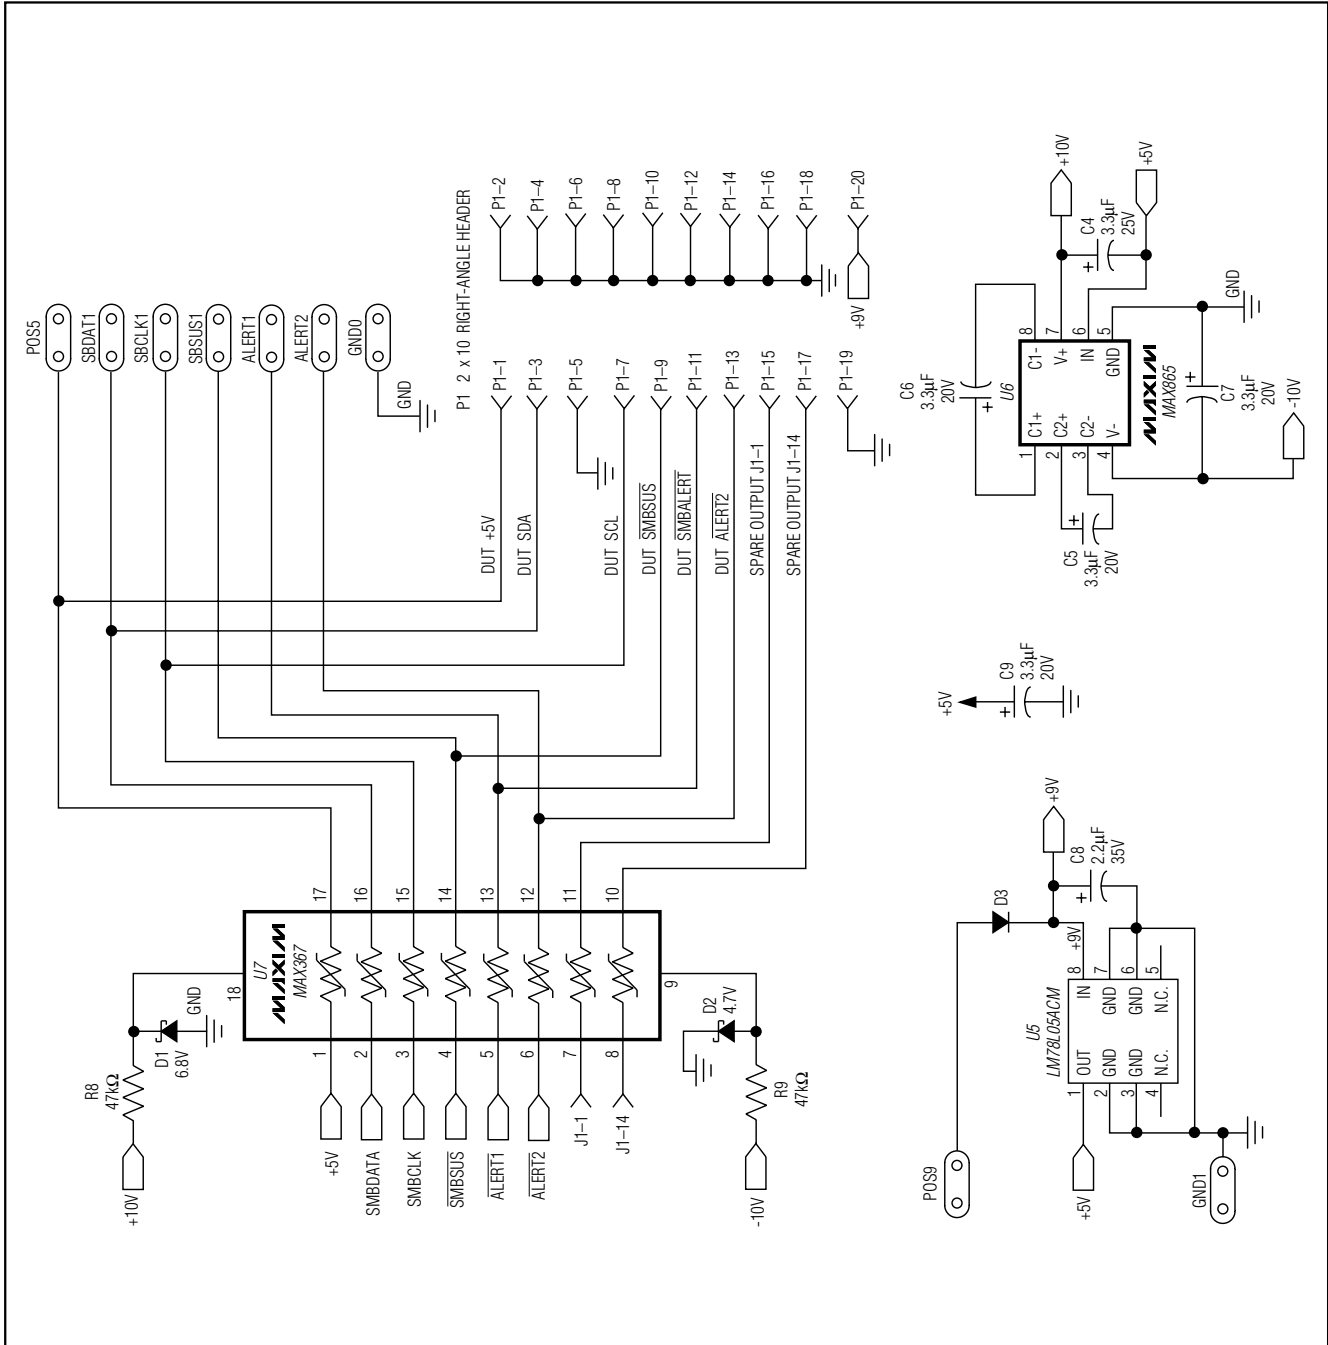 POS5
SBDAT1
SBCLK1
SBSUS1
ALERT1
ALERT2
GND0
GND
P1 2 x 10 RIGHT-ANGLE HEADER
P1–1
P1–3
P1–5
P1–7
P1–9
P1–11
P1–13
P1–15
P1–17
P1–19
P1–2
P1–4
P1–6
P1–8
P1–10
P1–12
P1–14
P1–16
P1–18
P1–20
+9V
DUT +5V
DUT SDA
DUT SCL
DUT SMBSUS
DUT SMBALERT
DUT ALERT2
SPARE OUTPUT J1–1
SPARE OUTPUT J1–14
R8
47kΩ
+10V
D1
6.8V
GND
18
U7
MAXIM
MAX367
17
16
15
14
13
12
11
10
1
2
3
4
5
6
7
8
9
+5V
SMBDATA
SMBCLK
SMBSUS
ALERT1
ALERT2
J1–1
J1–14
D2
4.7V
R9
47kΩ
-10V
C6
3.3µF
20V
+
U6
MAXIM
MAX865
1 C1+
2 C2+
3 C2-
4 V-
C1- 8
V+ 7
IN 6
GND 5
+10V
+5V
C4
3.3µF
25V
+
C5
3.3µF
20V
+
C7
3.3µF
20V
+
GND
-10V
+5V
C9
3.3µF
20V
+
POS9
D3
+9V
+9V
C8
2.2µF
35V
+
U5
LM78L05ACM
1 OUT
2 GND
3 GND
4 N.C.
IN 8
GND 7
GND 6
N.C. 5
+5V
GND1